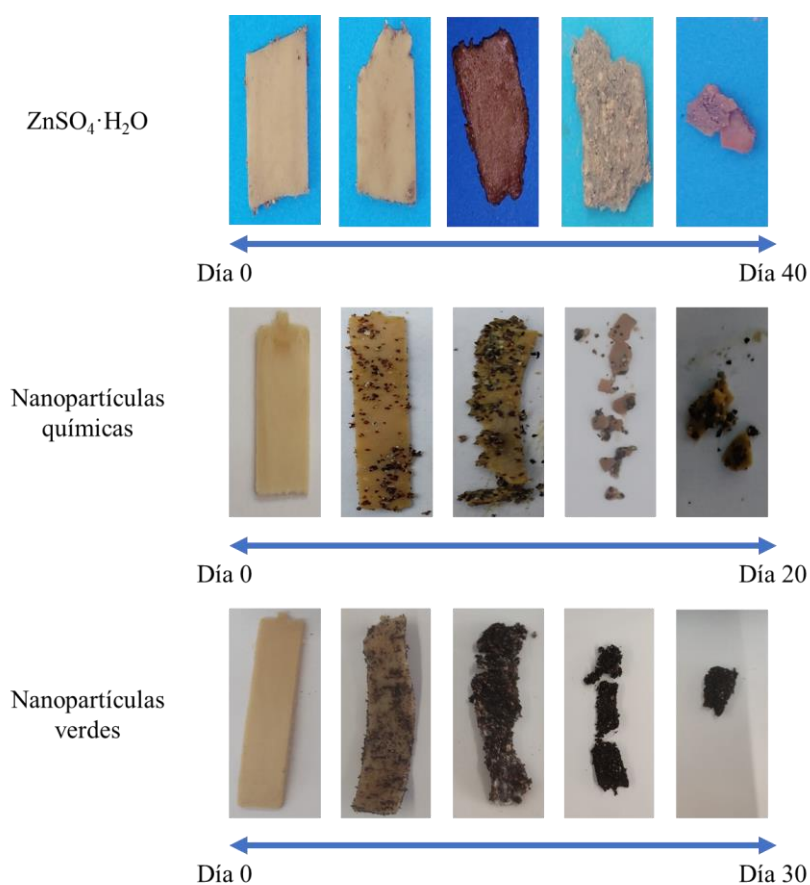 ZnSO₄·H₂O
Día 0
Día 40
Nanopartículas
químicas
Día 0
Día 20
Nanopartículas
verdes
Día 0
Día 30